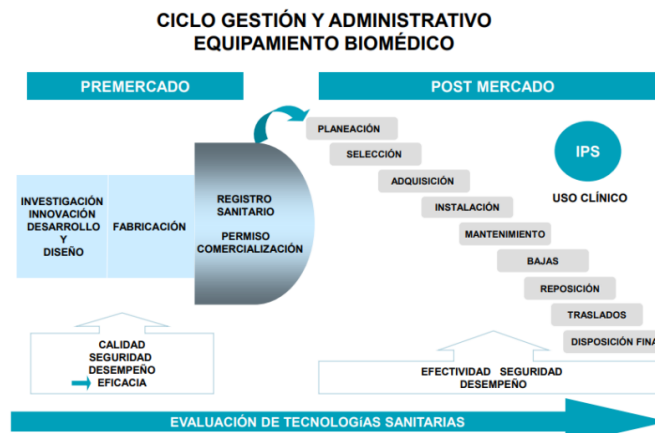 CICLO GESTIÓN Y ADMINISTRATIVO
EQUIPAMIENTO BIOMÉDICO
PREMERCADO
POST MERCADO
INVESTIGACIÓN
INNOVACIÓN
DESARROLLO
Y
DISEÑO
FABRICACIÓN
REGISTRO
SANITARIO
PERMISO
COMERCIALIZACIÓN
PLANEACIÓN
SELECCIÓN
ADQUISICIÓN
INSTALACIÓN
MANTENIMIENTO
BAJAS
REPOSICIÓN
TRASLADOS
DISPOSICIÓN FINA
IPS
USO CLÍNICO
CALIDAD
SEGURIDAD
DESEMPEÑO
EFICACIA
EFECTIVIDAD SEGURIDAD
DESEMPEÑO
EVALUACIÓN DE TECNOLOGíAS SANITARIAS